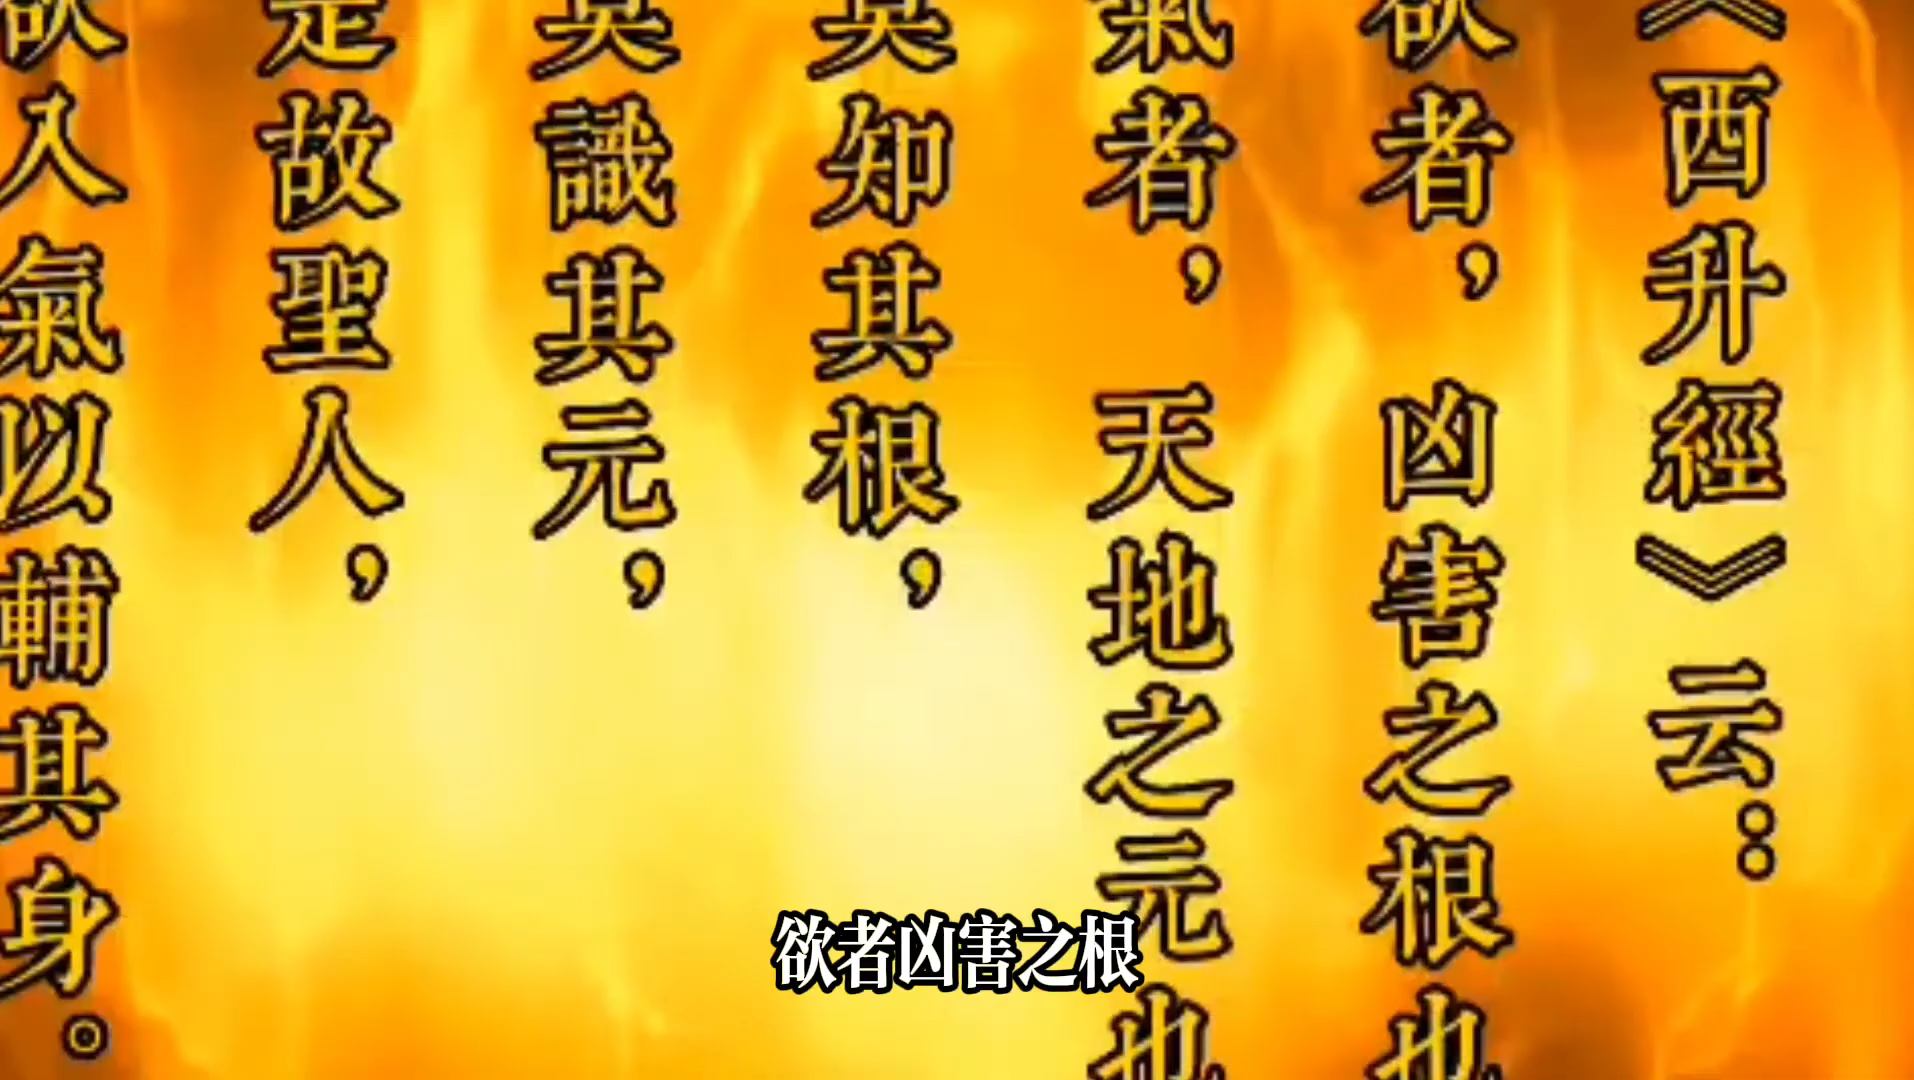 《西升經》云：
欲者，凶害之根也
氣者，天地之元也
莫知其根，
莫識其元，
是故聖人，
欲入氣以輔其身。
欲者凶害之根